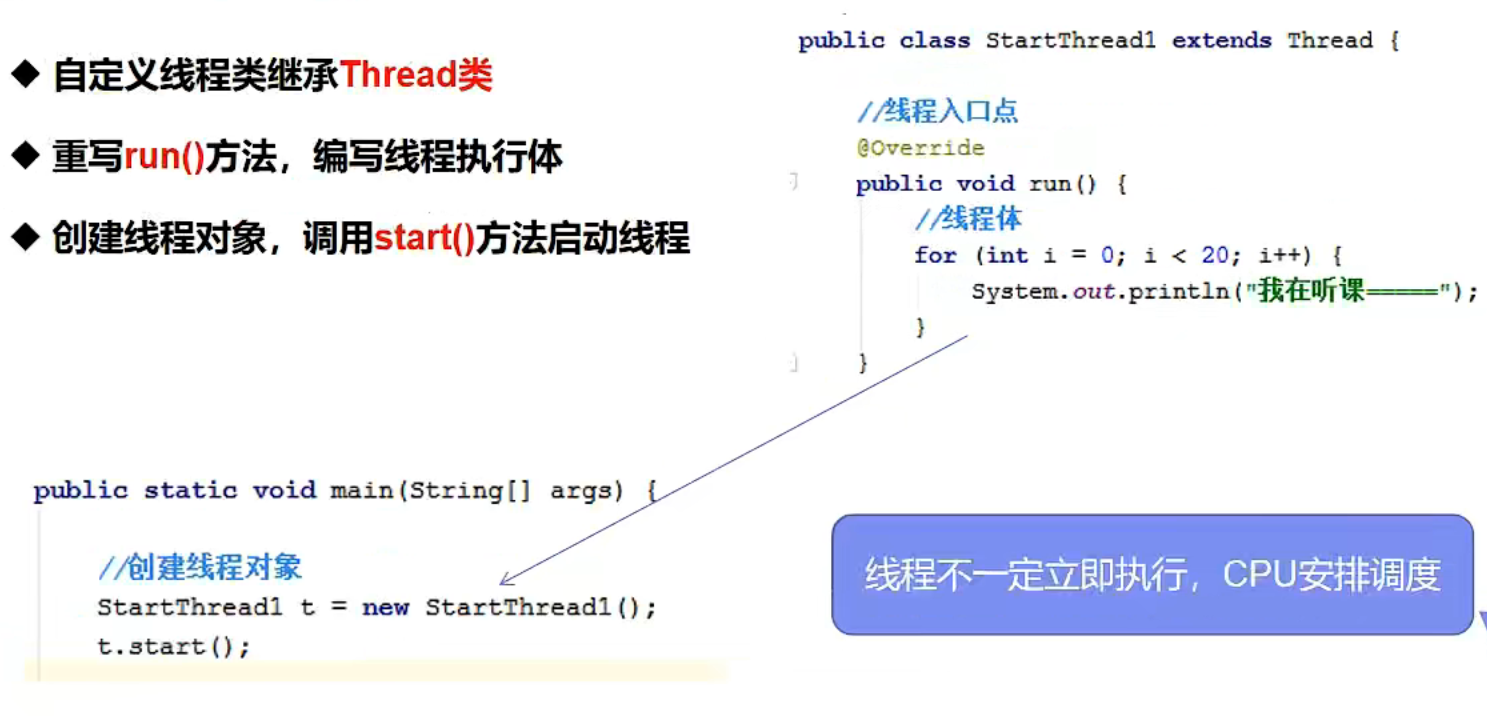 ◆ 自定义线程类继承Thread类
◆ 重写run()方法，编写线程执行体
◆ 创建线程对象，调用start()方法启动线程
public class StartThread1 extends Thread {
//线程入口点
@Override
public void run() {
//线程体
for (int i = 0; i < 20; i++) {
System.out.println("我在听课=====");
}
}
public static void main(String[] args) {
//创建线程对象
StartThread1 t = new StartThread1();
t.start();
线程不一定立即执行，CPU安排调度